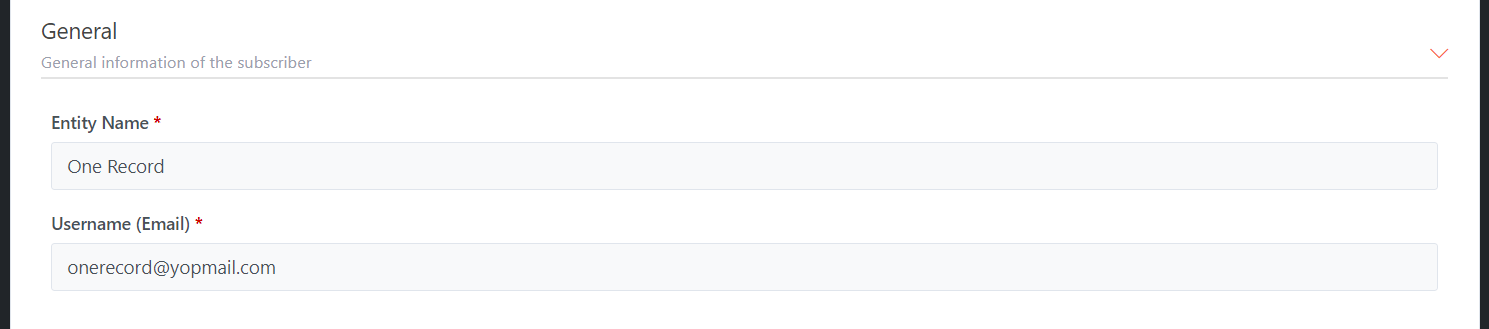 General
General information of the subscriber
Entity Name *
One Record
Username (Email) *
onerecord@yopmail.com